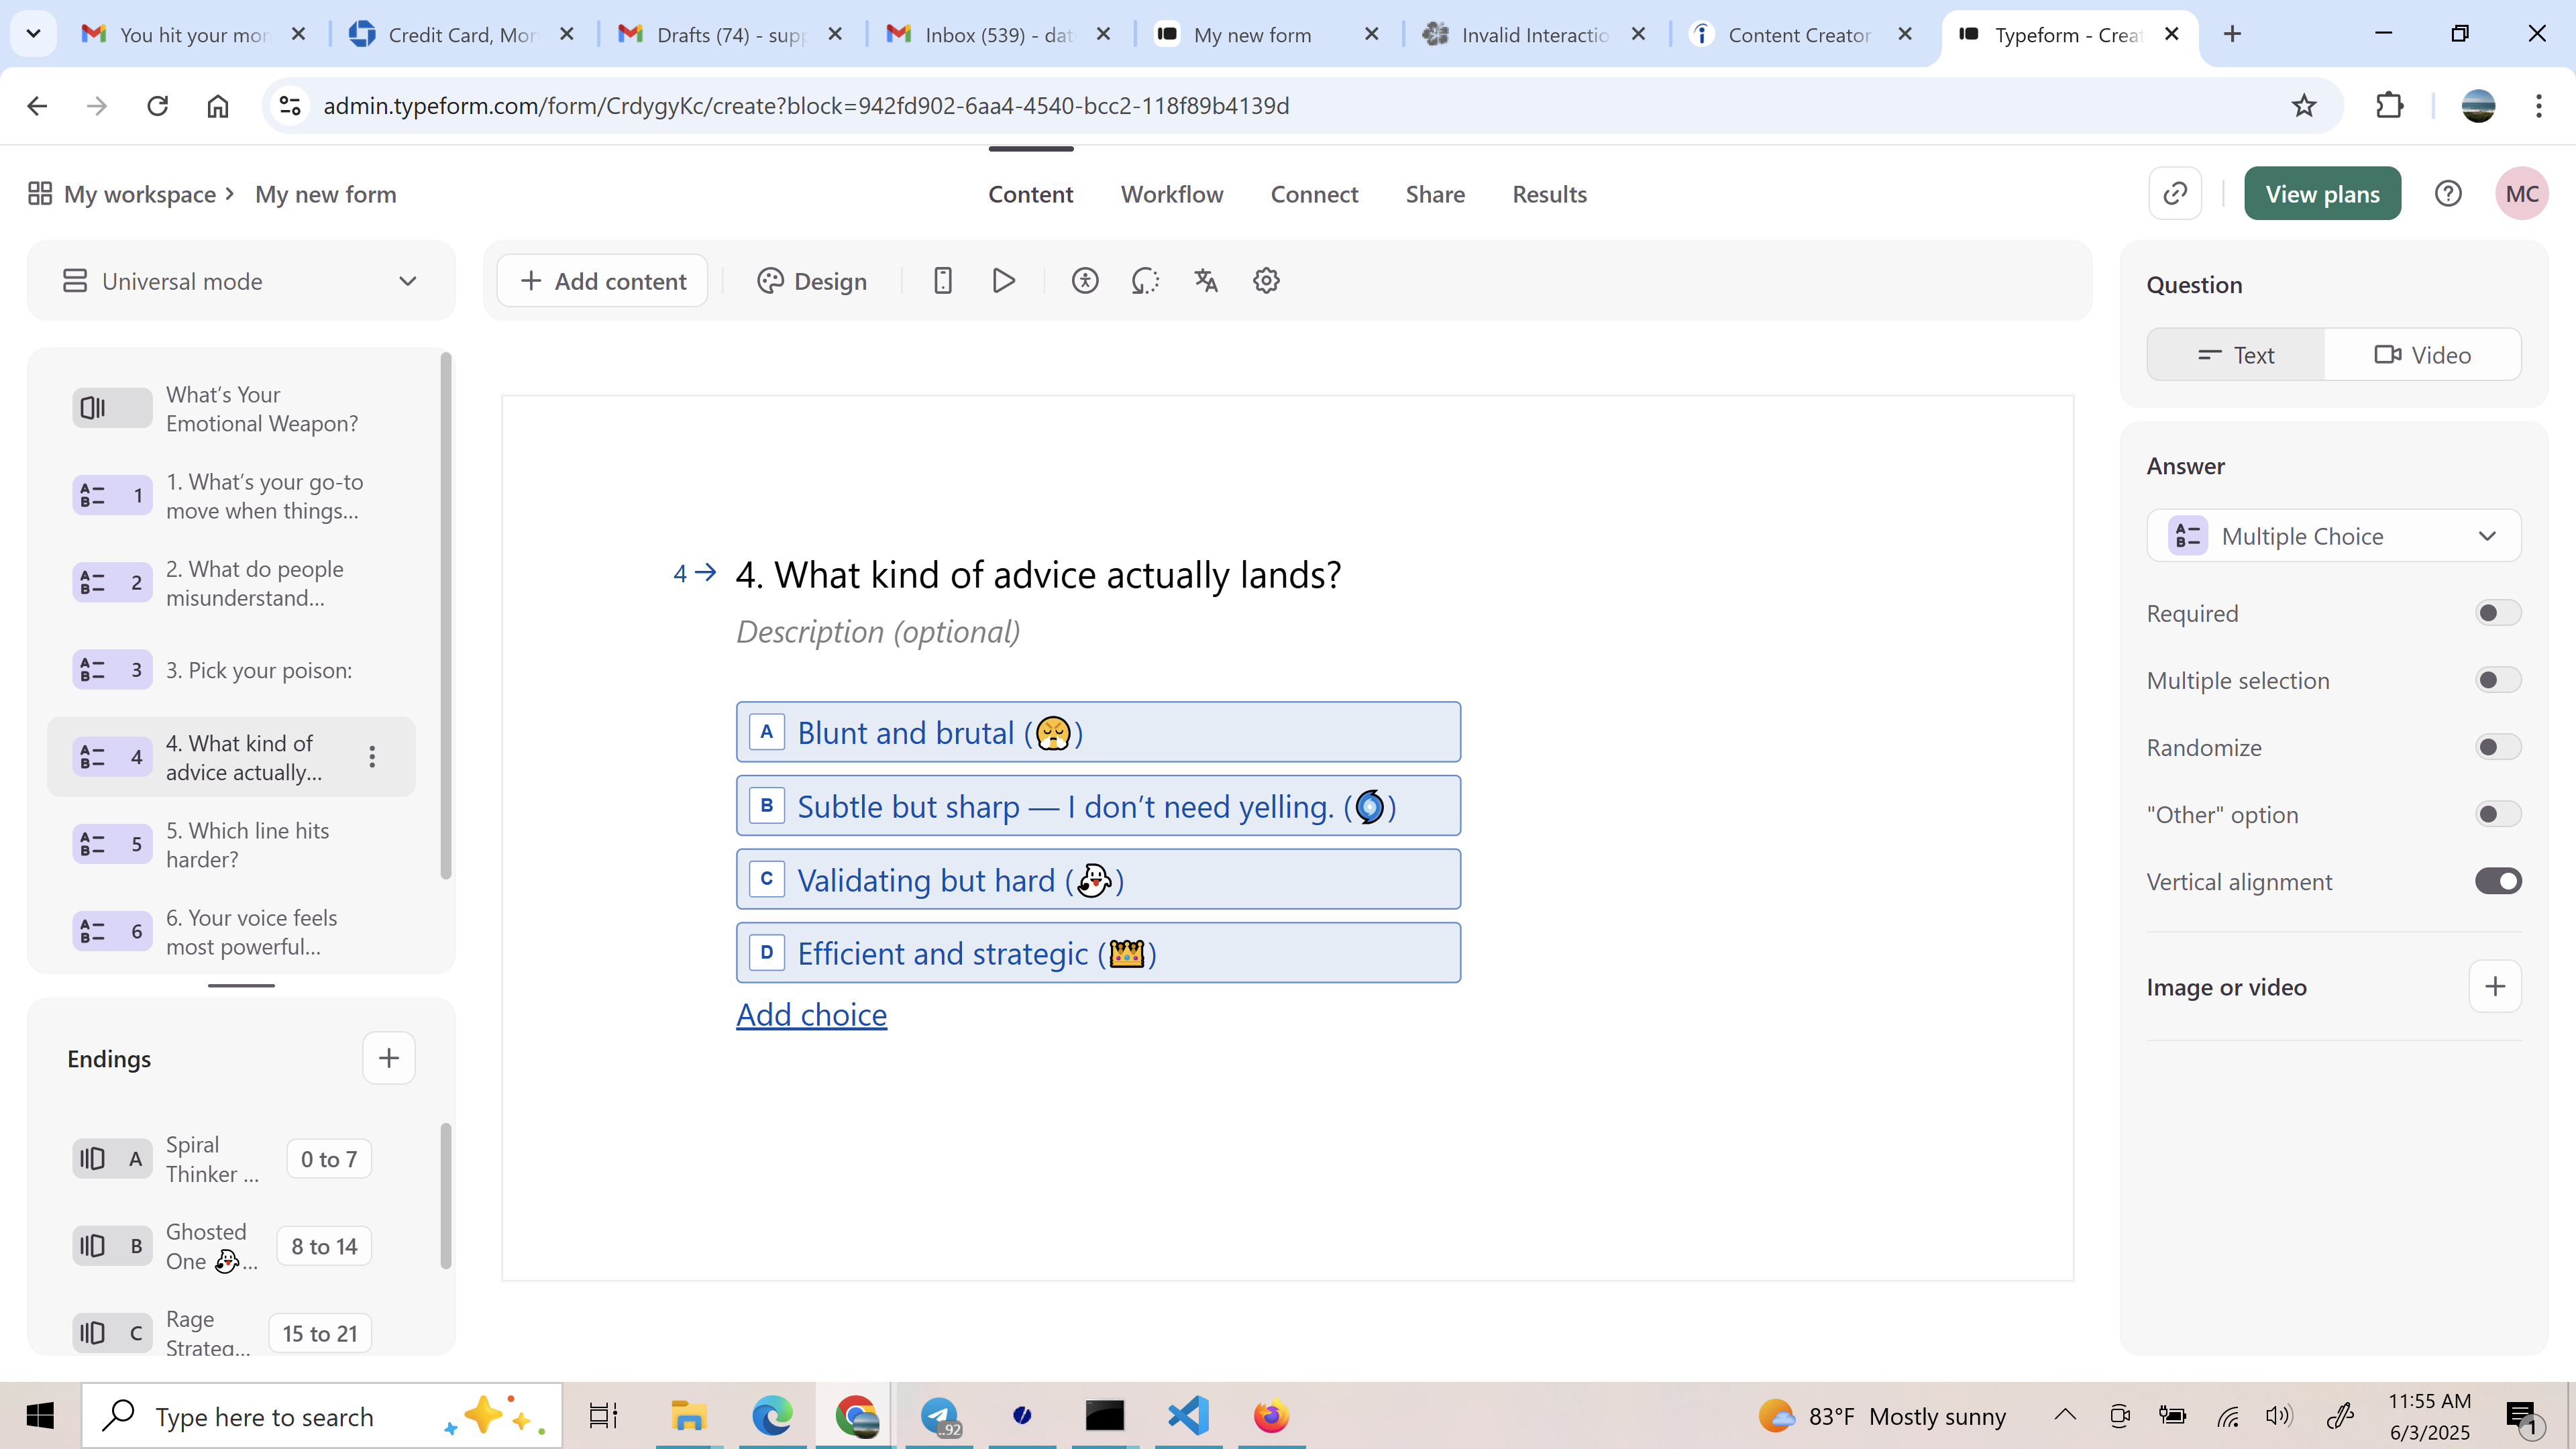 You hit your mor
Credit Card, Mor
Drafts (74) - supp
Inbox (539) - dat
My new form
Invalid Interactio
Content Creator
Typeform - Creat
admin.typeform.com/form/CrdygyKc/create?block=942fd902-6aa4-4540-bcc2-118f89b4139d
My workspace
My new form
Content
Workflow
Connect
Share
Results
View plans
MC
Universal mode
Add content
Design
What’s Your
Emotional Weapon?
1
1. What’s your go-to
move when things...
2
2. What do people
misunderstand...
3
3. Pick your poison:
4
4. What kind of
advice actually...
5
5. Which line hits
harder?
6
6. Your voice feels
most powerful...
Endings
A
Spiral
Thinker ...
0 to 7
B
Ghosted
One 👻...
8 to 14
C
Rage
Strateg...
15 to 21
4
4. What kind of advice actually lands?
Description (optional)
A Blunt and brutal (😤)
B Subtle but sharp — I don’t need yelling. (🌀)
C Validating but hard (👻)
D Efficient and strategic (👑)
Add choice
Question
Text
Video
Answer
Multiple Choice
Required
Multiple selection
Randomize
"Other" option
Vertical alignment
Image or video
Type here to search
..92
83°F Mostly sunny
11:55 AM
6/3/2025
1